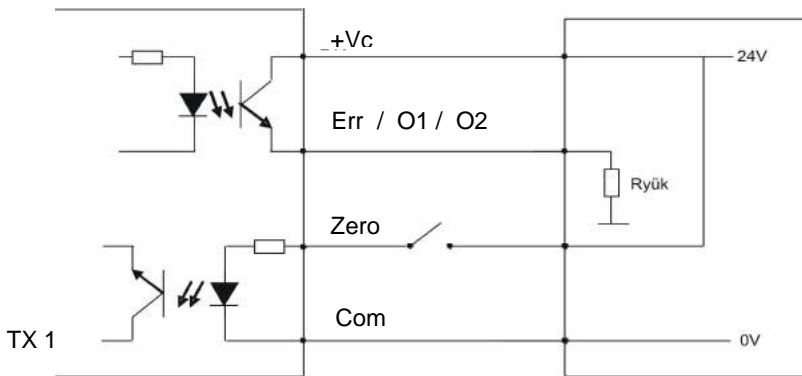 +Vc
24V
Err / O1 / O2
Ryük
Zero
Com
TX 1
0V